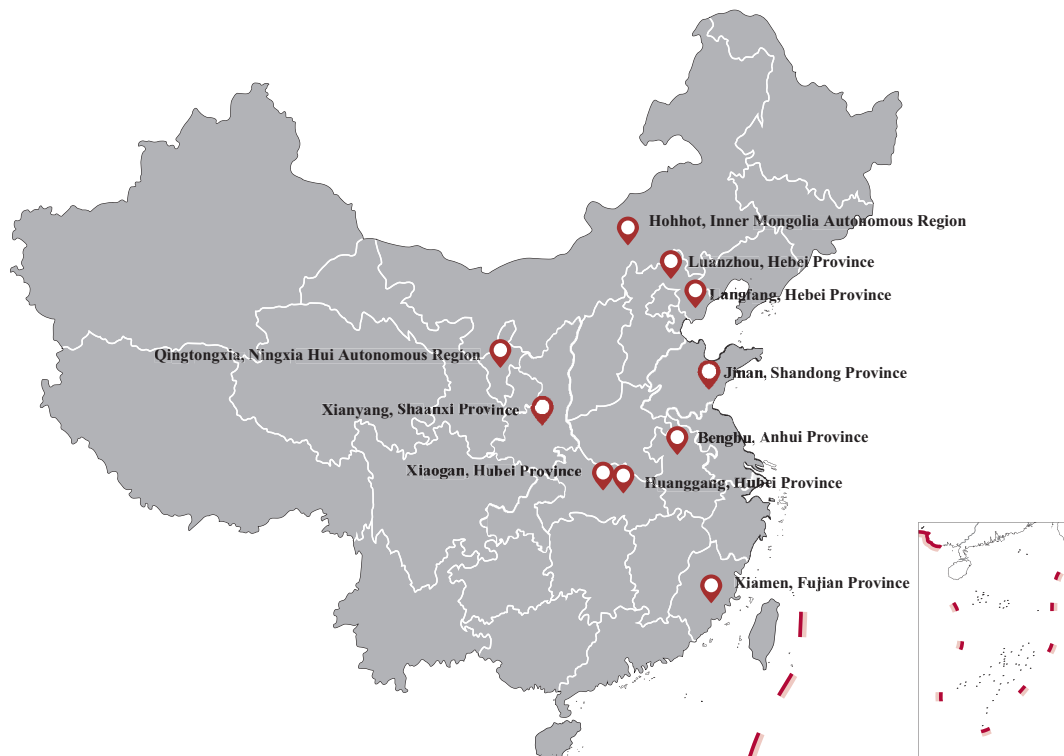 Hohhot, Inner Mongolia Autonomous Region
Luanzhou, Hebei Province
Langfang, Hebei Province
Qingtongxia, Ningxia Hui Autonomous Region
Jinan, Shandong Province
Xianyang, Shaanxi Province
Bengbu, Anhui Province
Xiaogan, Hubei Province
Huanggang, Hubei Province
Xiamen, Fujian Province